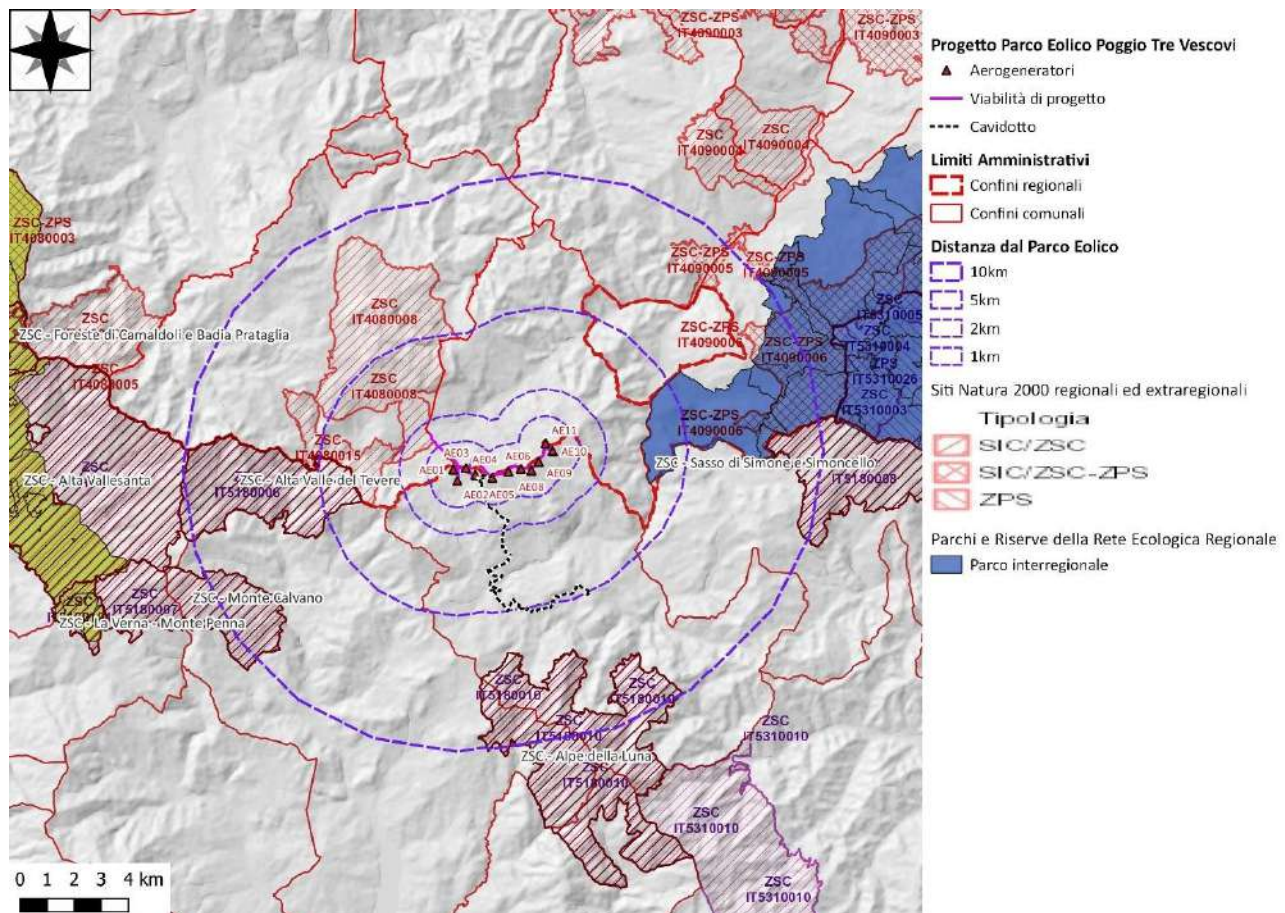 ZSC-ZPS
IT4090003
ZSC-ZPS
IT4090003
ZSC
IT4090004
ZSC
IT4090004
ZSC-ZPS
IT4080003
ZSC-ZPS
IT4090005
ZSC-ZPS
IT4090005
ZSC
IT4080008
ZSC - Foreste di Camaldoli e Badia Prataglia
ZSC
IT4080005
ZSC
IT4080008
ZSC-ZPS
ZSC-ZPS
IT4090006
IT5310005
ZSC
IT5310004
ZPS
IT5310026
ZSC
IT5310003
ZSC-ZPS
IT4090006
AE11
AE10
AE03
AE04
AE06
AE01
AE09
AE08
AE02
AE05
ZSC
IT4080015
ZSC - Sasso di Simone e Simoncello
IT5180008
ZSC
ZSC - Alta Vallesanta
ZSC
ZSC - Alta Valle del Tevere
IT5180006
ZSC - Monte Calvano
ZSC
ZSC
IT5180007
ZSC - La Verna - Monte Penna
ZSC
IT5180010
ZSC
IT5180010
ZSC
IT5180010
ZSC
IT5310010
ZSC - Alpe della Luna
ZSC
IT5180010
ZSC
IT5310010
ZSC
IT5310010
0 1 2 3 4 km
Progetto Parco Eolico Poggio Tre Vescovi
Aerogeneratori
Viabilità di progetto
Cavidotto
Limiti Amministrativi
Confini regionali
Confini comunali
Distanza dal Parco Eolico
10km
5km
2km
1km
Siti Natura 2000 regionali ed extraregionali
Tipologia
SIC/ZSC
SIC/ZSC-ZPS
ZPS
Parchi e Riserve della Rete Ecologica Regionale
Parco interregionale